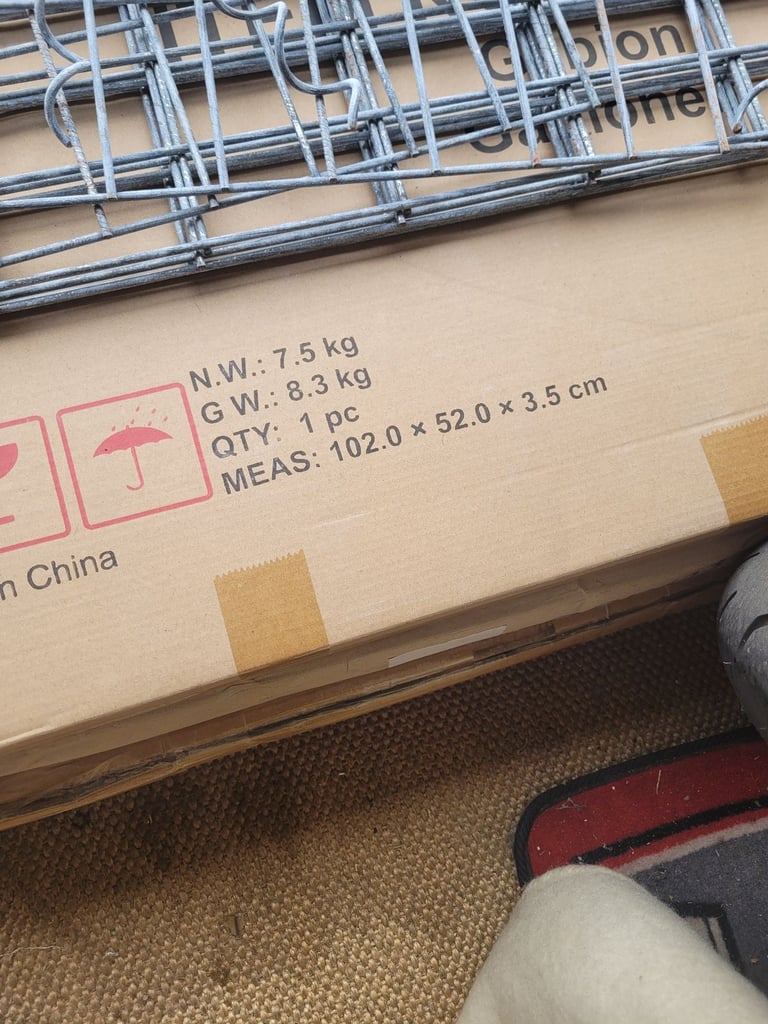 Gabion
N.W.: 7.5 kg
G W.: 8.3 kg
QTY: 1 pc
MEAS: 102.0 × 52.0 × 3.5 cm
n China